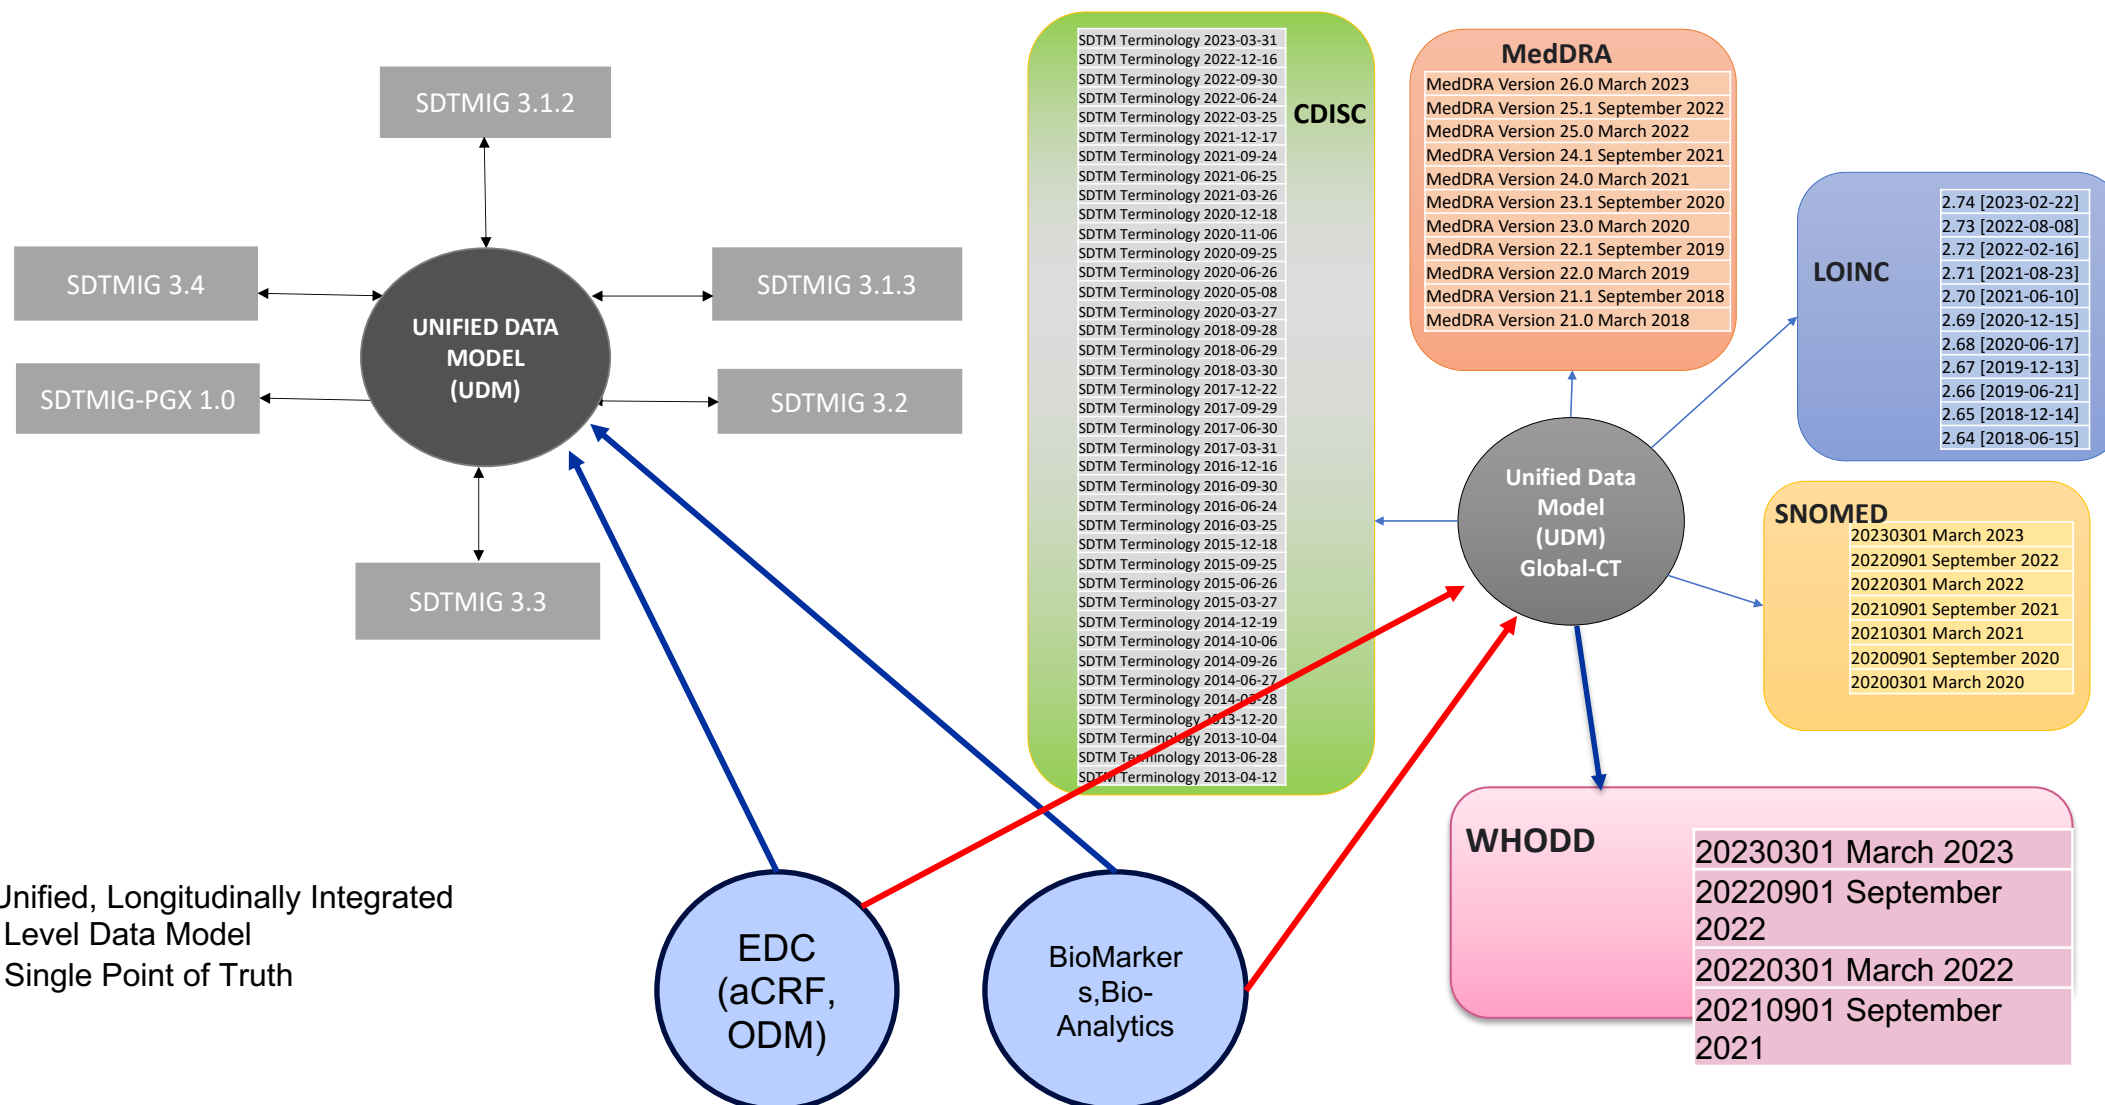 SDTMIG 3.1.2
SDTMIG 3.4
SDTMIG 3.1.3
UNIFIED DATA
MODEL
(UDM)
SDTMIG-PGX 1.0
SDTMIG 3.2
SDTMIG 3.3
SDTM Terminology 2023-03-31
SDTM Terminology 2022-12-16
SDTM Terminology 2022-09-30
SDTM Terminology 2022-06-24
SDTM Terminology 2022-03-25
SDTM Terminology 2021-12-17
SDTM Terminology 2021-09-24
SDTM Terminology 2021-06-25
SDTM Terminology 2021-03-26
SDTM Terminology 2020-12-18
SDTM Terminology 2020-11-06
SDTM Terminology 2020-09-25
SDTM Terminology 2020-06-26
SDTM Terminology 2020-05-08
SDTM Terminology 2020-03-27
SDTM Terminology 2018-09-28
SDTM Terminology 2018-06-29
SDTM Terminology 2018-03-30
SDTM Terminology 2017-12-22
SDTM Terminology 2017-09-29
SDTM Terminology 2017-06-30
SDTM Terminology 2017-03-31
SDTM Terminology 2016-12-16
SDTM Terminology 2016-09-30
SDTM Terminology 2016-06-24
SDTM Terminology 2016-03-25
SDTM Terminology 2015-12-18
SDTM Terminology 2015-09-25
SDTM Terminology 2015-06-26
SDTM Terminology 2015-03-27
SDTM Terminology 2014-12-19
SDTM Terminology 2014-10-06
SDTM Terminology 2014-09-26
SDTM Terminology 2014-06-27
SDTM Terminology 2014-03-28
SDTM Terminology 2013-12-20
SDTM Terminology 2013-10-04
SDTM Terminology 2013-06-28
SDTM Terminology 2013-04-12
CDISC
MedDRA
MedDRA Version 26.0 March 2023
MedDRA Version 25.1 September 2022
MedDRA Version 25.0 March 2022
MedDRA Version 24.1 September 2021
MedDRA Version 24.0 March 2021
MedDRA Version 23.1 September 2020
MedDRA Version 23.0 March 2020
MedDRA Version 22.1 September 2019
MedDRA Version 22.0 March 2019
MedDRA Version 21.1 September 2018
MedDRA Version 21.0 March 2018
LOINC
2.74 [2023-02-22]
2.73 [2022-08-08]
2.72 [2022-02-16]
2.71 [2021-08-23]
2.70 [2021-06-10]
2.69 [2020-12-15]
2.68 [2020-06-17]
2.67 [2019-12-13]
2.66 [2019-06-21]
2.65 [2018-12-14]
2.64 [2018-06-15]
Unified Data
Model
(UDM)
Global-CT
SNOMED
20230301 March 2023
20220901 September 2022
20220301 March 2022
20210901 September 2021
20210301 March 2021
20200901 September 2020
20200301 March 2020
WHODD
20230301 March 2023
20220901 September
2022
20220301 March 2022
20210901 September
2021
Unified, Longitudinally Integrated
Level Data Model
Single Point of Truth
EDC
(aCRF,
ODM)
BioMarker
s,Bio-
Analytics